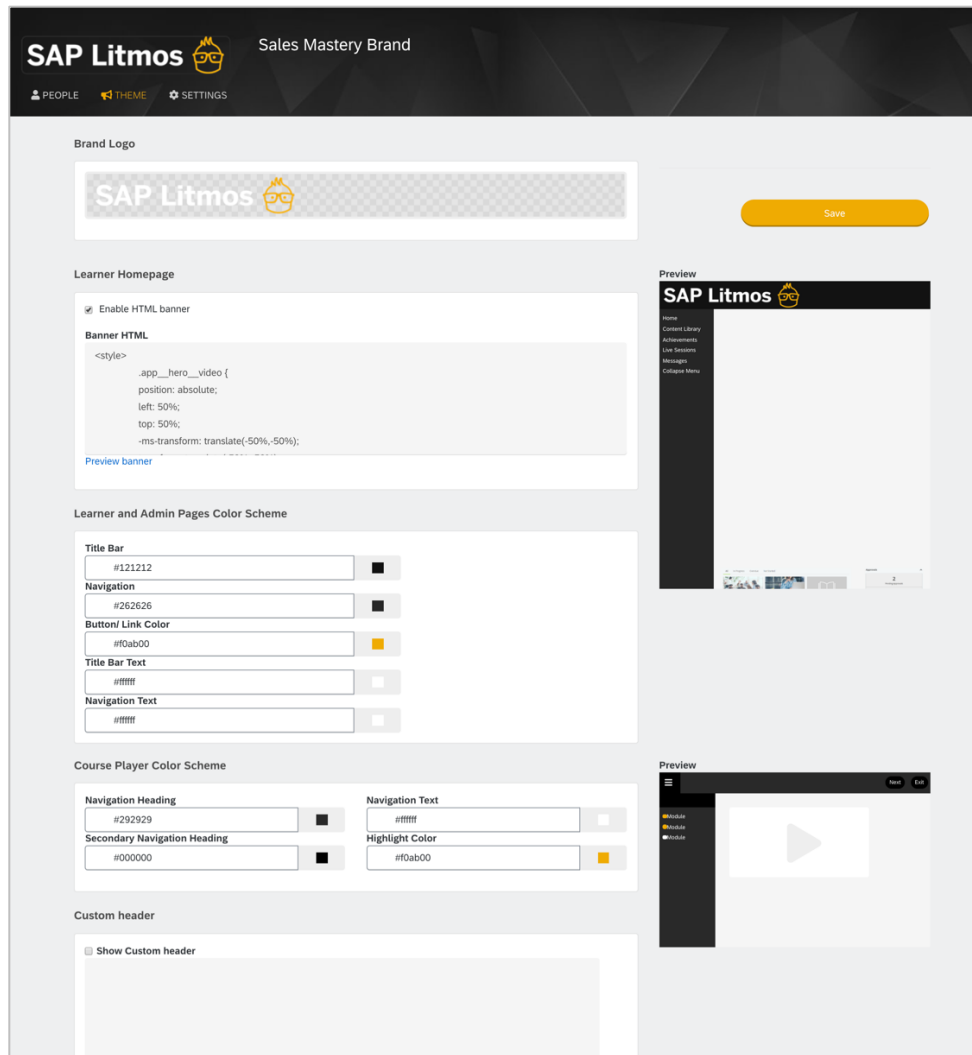 SAP Litmos
Sales Mastery Brand
PEOPLE
THEME
SETTINGS
Brand Logo
SAP Litmos
Save
Learner Homepage
Enable HTML banner
Banner HTML
<style>
.app__hero__video {
position: absolute;
left: 50%;
top: 50%;
-ms-transform: translate(-50%,-50%);
Preview banner
Preview
SAP Litmos
Home
Content Library
Achievements
Live Sessions
Messages
Collapse Menu
2
Learner and Admin Pages Color Scheme
Title Bar
#121212
Navigation
#262626
Button/ Link Color
#f0ab00
Title Bar Text
#ffffff
Navigation Text
#ffffff
Course Player Color Scheme
Navigation Heading
#292929
Navigation Text
#ffffff
Secondary Navigation Heading
#000000
Highlight Color
#f0ab00
Preview
Next
Exit
Module
Module
Module
Custom header
Show Custom header